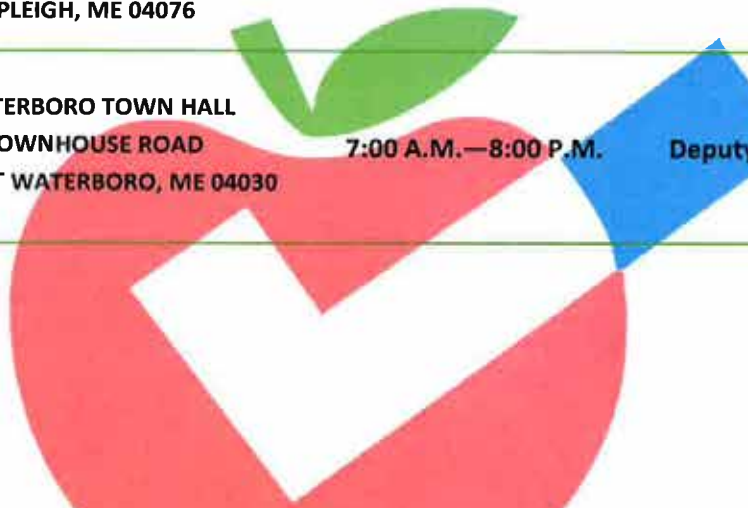 PLEIGH, ME 04076
TERBORO TOWN HALL
OWNHOUSE ROAD
7:00 A.M.—8:00 P.M. Deputy
T WATERBORO, ME 04030